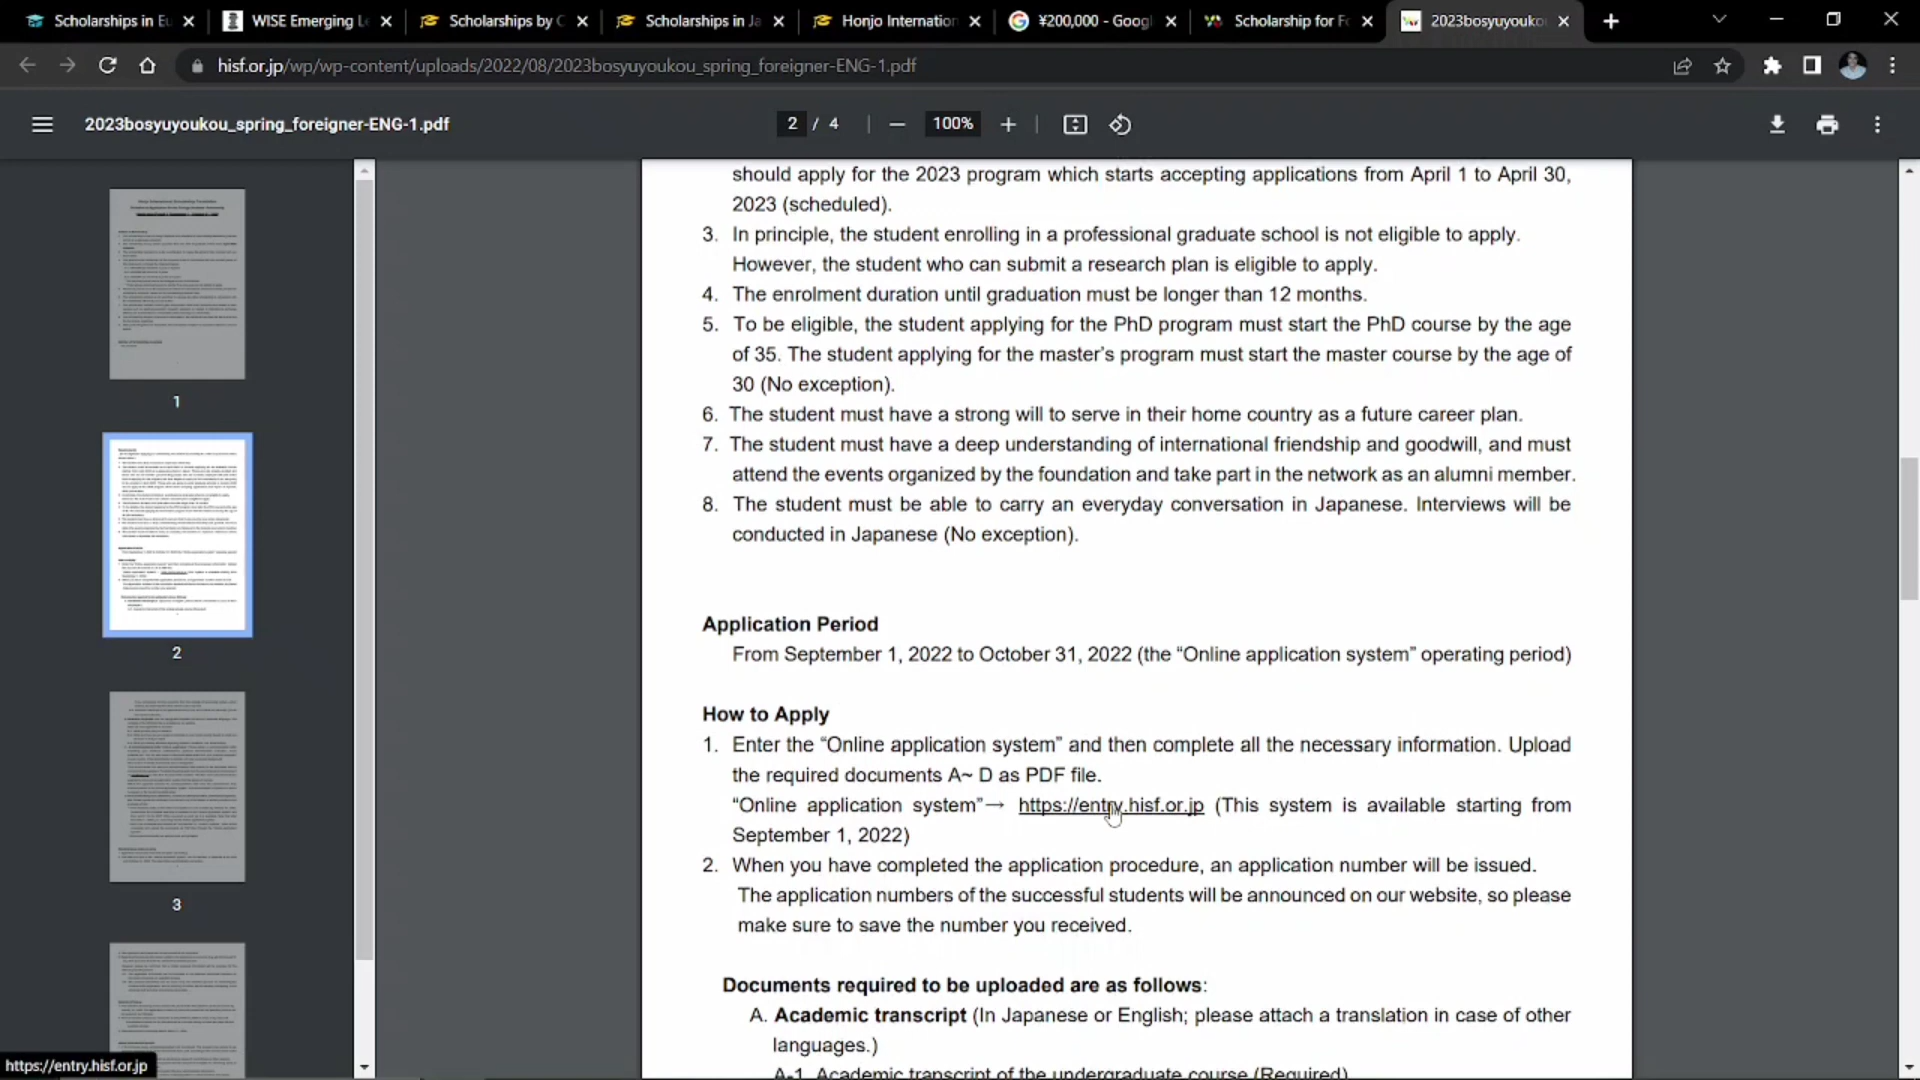 Scholarships in Eu
WISE Emerging Le
Scholarships by C
Scholarships in Ja
Honjo Internation
¥200,000 - Googl
Scholarship for Fo
2023bosyuyouko
hisf.or.jp/wp/wp-content/uploads/2022/08/2023bosyuyoukou_spring_foreigner-ENG-1.pdf
2023bosyuyoukou_spring_foreigner-ENG-1.pdf
2 / 4
100%
1
2
3
should apply for the 2023 program which starts accepting applications from April 1 to April 30,
2023 (scheduled).
3. In principle, the student enrolling in a professional graduate school is not eligible to apply.
However, the student who can submit a research plan is eligible to apply.
4. The enrolment duration until graduation must be longer than 12 months.
5. To be eligible, the student applying for the PhD program must start the PhD course by the age
of 35. The student applying for the master's program must start the master course by the age of
30 (No exception).
6. The student must have a strong will to serve in their home country as a future career plan.
7. The student must have a deep understanding of international friendship and goodwill, and must
attend the events organized by the foundation and take part in the network as an alumni member.
8. The student must be able to carry an everyday conversation in Japanese. Interviews will be
conducted in Japanese (No exception).
Application Period
From September 1, 2022 to October 31, 2022 (the “Online application system” operating period)
How to Apply
1. Enter the “Online application system” and then complete all the necessary information. Upload
the required documents A~ D as PDF file.
“Online application system”→ https://entry.hisf.or.jp (This system is available starting from
September 1, 2022)
2. When you have completed the application procedure, an application number will be issued.
The application numbers of the successful students will be announced on our website, so please
make sure to save the number you received.
Documents required to be uploaded are as follows:
A. Academic transcript (In Japanese or English; please attach a translation in case of other
languages.)
A-1. Academic transcript of the undergraduate course (Required)
https://entry.hisf.or.jp